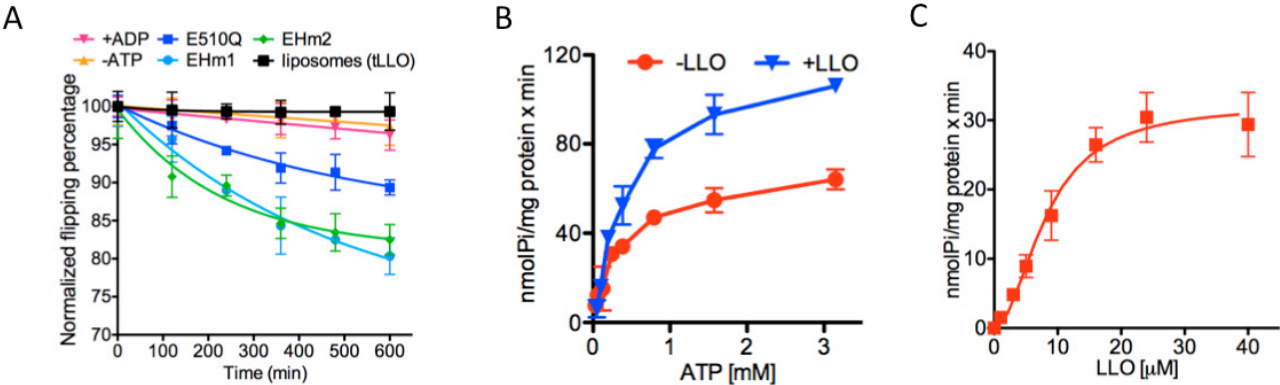 A
+ADP E510Q EHm2
-ATP EHm1 liposomes (tLLO)
Normalized flipping percentage
100
95
90
85
80
75
70
0 100 200 300 400 500 600
Time (min)
B
-LLO +LLO
nmolPi/mg protein x min
120
80
40
0
0 1 2 3
ATP [mM]
C
nmolPi/mg protein x min
40
30
20
10
0
0 10 20 30 40
LLO [µM]